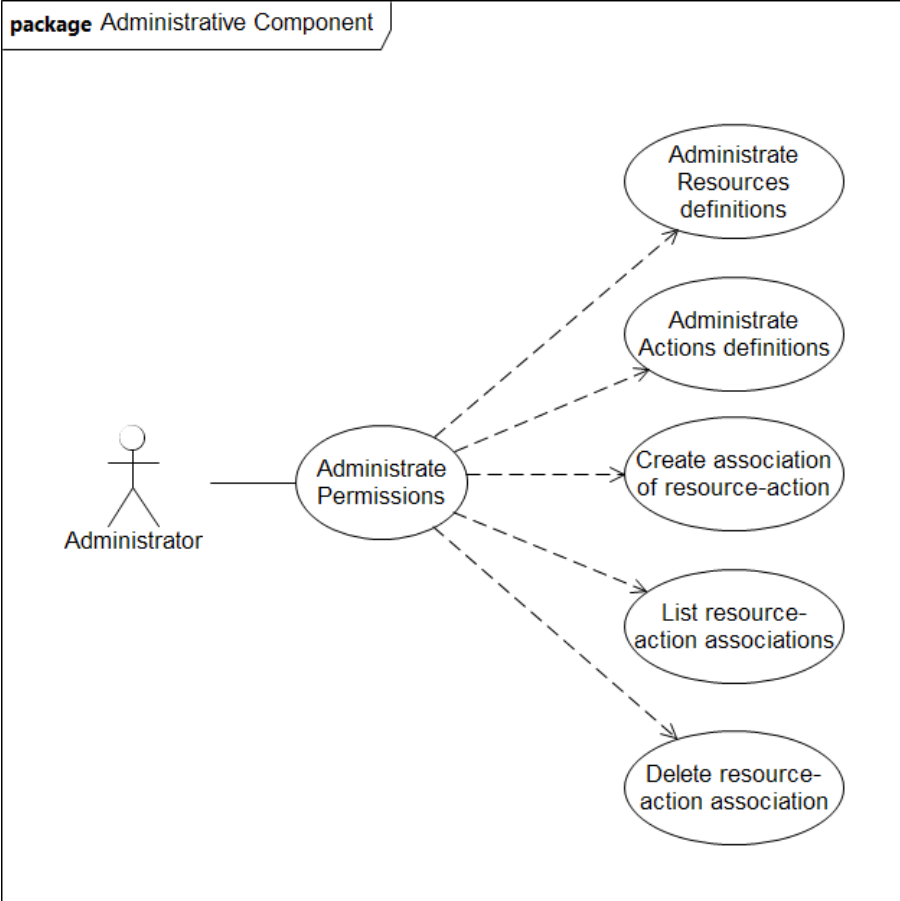 package Administrative Component
Administrate
Resources
definitions
Administrate
Actions definitions
Create association
of resource-action
Administrate
Permissions
Administrator
List resource-
action associations
Delete resource-
action association